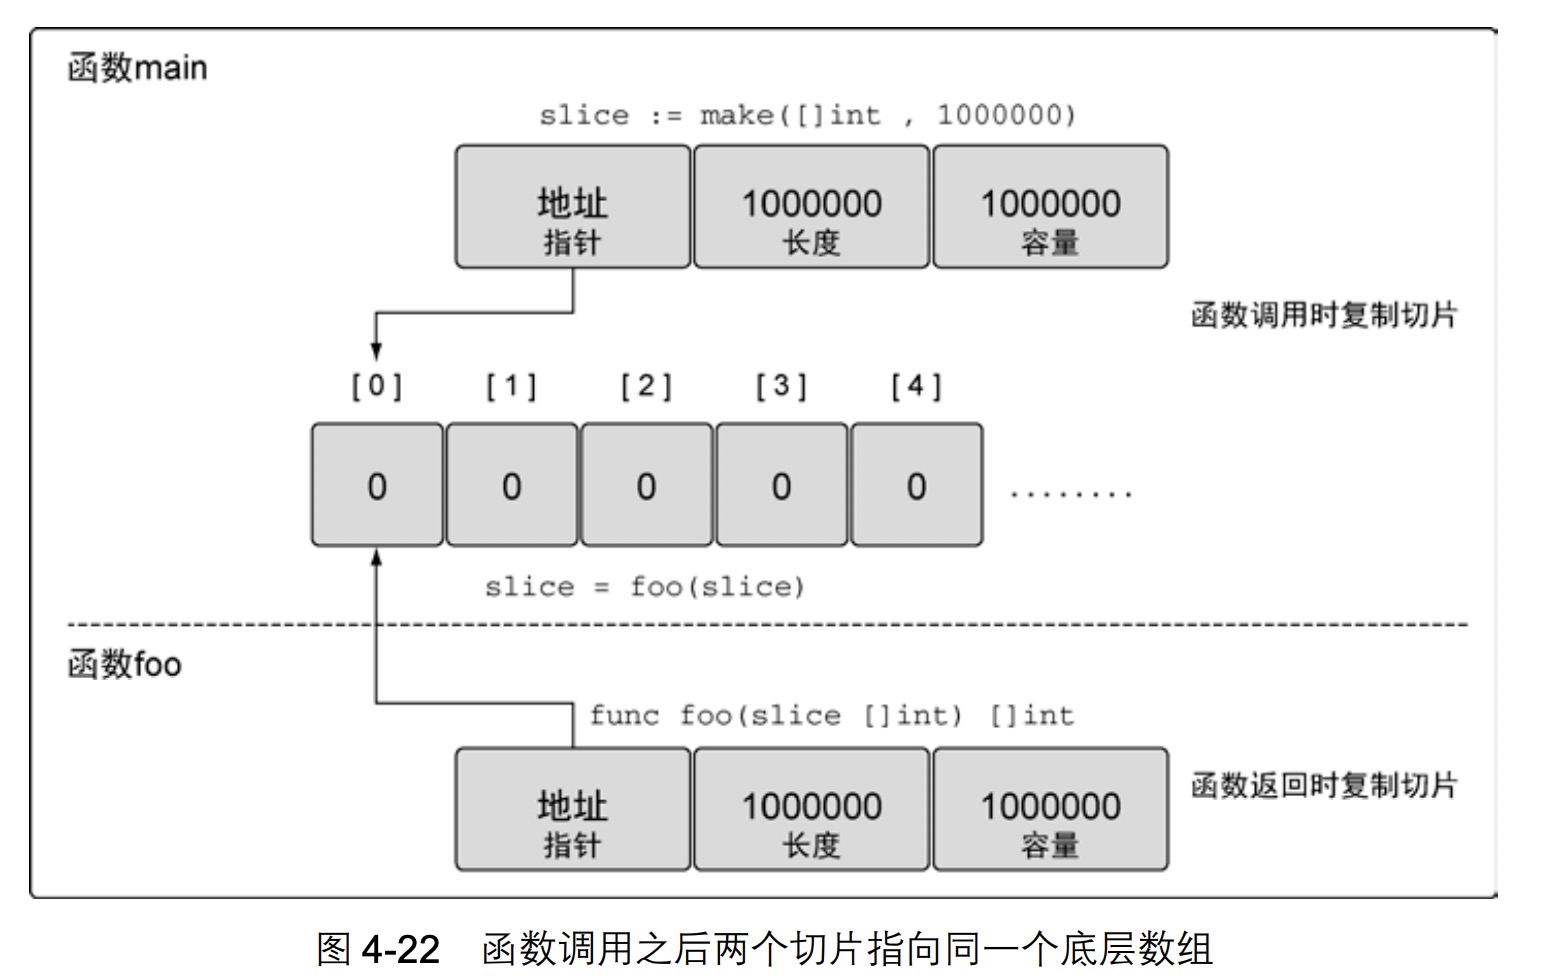 函数main
slice := make([]int , 1000000)
地址 1000000 1000000
指针 长度 容量
函数调用时复制切片
[0] [1] [2] [3] [4]
0 0 0 0 0 ........
slice = foo(slice)
函数foo
func foo(slice []int) []int
地址 1000000 1000000
函数返回时复制切片
指针 长度 容量
图 4-22 函数调用之后两个切片指向同一个底层数组